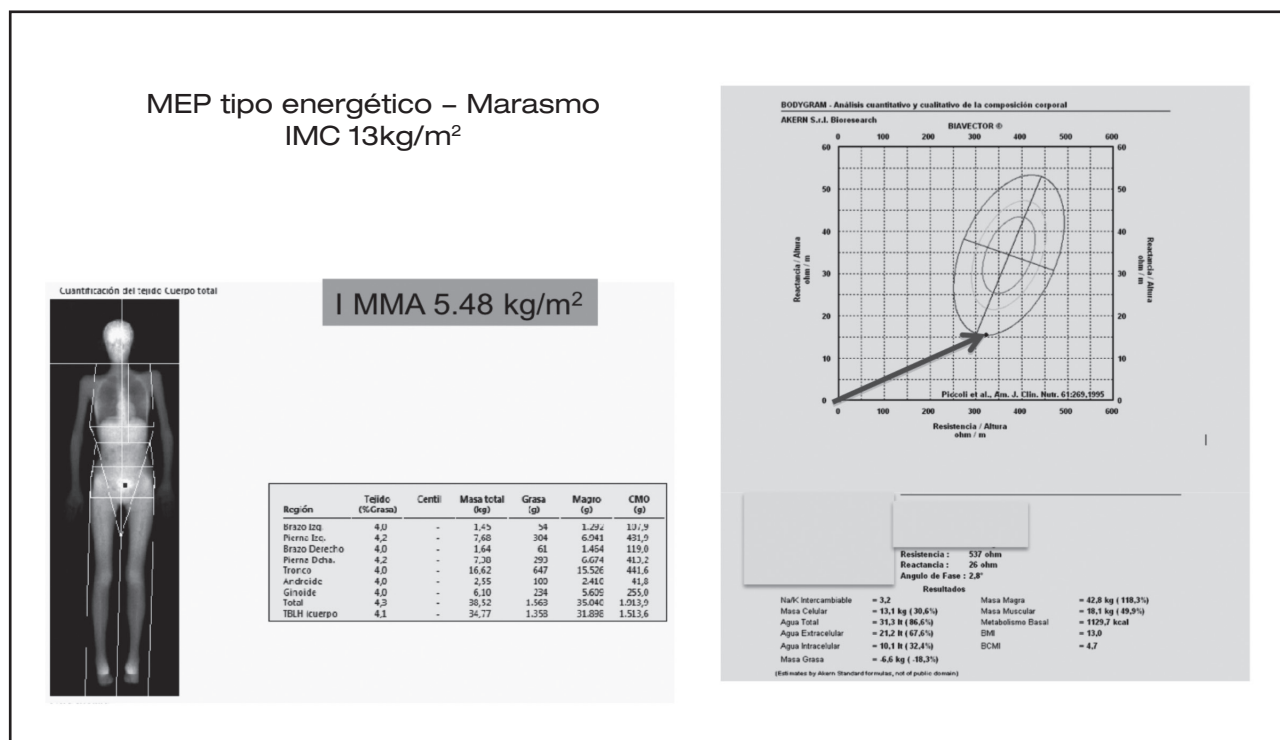 MEP tipo energético – Marasmo
IMC 13kg/m²
I MMA 5.48 kg/m²
Cuantificación del tejido Cuerpo total
Región Tejido (%Grasa) Centil Masa total (kg) Grasa (g) Magro (g) CMO (g)
Brazo Izq. 4,0 - 1,45 54 1.292 107,9
Pierna Izq. 4,2 - 7,68 304 6.941 431,9
Brazo Derecho 4,0 - 1,64 61 1.464 119,0
Pierna Dcha. 4,2 - 7,38 293 6.674 413,2
Tronco 4,0 - 16,62 647 15.526 441,6
Androide 4,0 - 2,55 100 2.410 41,8
Ginoide 4,0 - 6,10 234 5.609 255,0
Total 4,3 - 38,52 1.563 35.040 1.913,9
TBLH (cuerpo 4,1 - 34,77 1.358 31.898 1.513,6
BODYGRAM - Análisis cuantitativo y cualitativo de la composición corporal
AKERN S.r.l. Bioresearch
BIAVECTOR ©
0 100 200 300 400 500 600
60 60
50 50
40 40
30 30
20 20
10 10
0 0
Reactancia / Altura
ohm / m
Reactancia / Altura
ohm / m
Piccoli et al., Am. J. Clin. Nutr. 61:269,1995
0 100 200 300 400 500 600
Resistencia / Altura
ohm / m
Resistencia : 537 ohm
Reactancia : 26 ohm
Angulo de Fase : 2,8°
Resultados
Na/K Intercambiable = 3,2 Masa Magra = 42,8 kg ( 118,3%)
Masa Celular = 13,1 kg ( 30,6%) Masa Muscular = 18,1 kg ( 49,9%)
Agua Total = 31,3 lt ( 86,6%) Metabolismo Basal = 1129,7 kcal
Agua Extracelular = 21,2 lt ( 67,6%) BMI = 13,0
Agua Intracelular = 10,1 lt ( 32,4%) BCMI = 4,7
Masa Grasa = -6,6 kg ( -18,3%)
(Estimates by Akern Standard formulas, not of public domain)